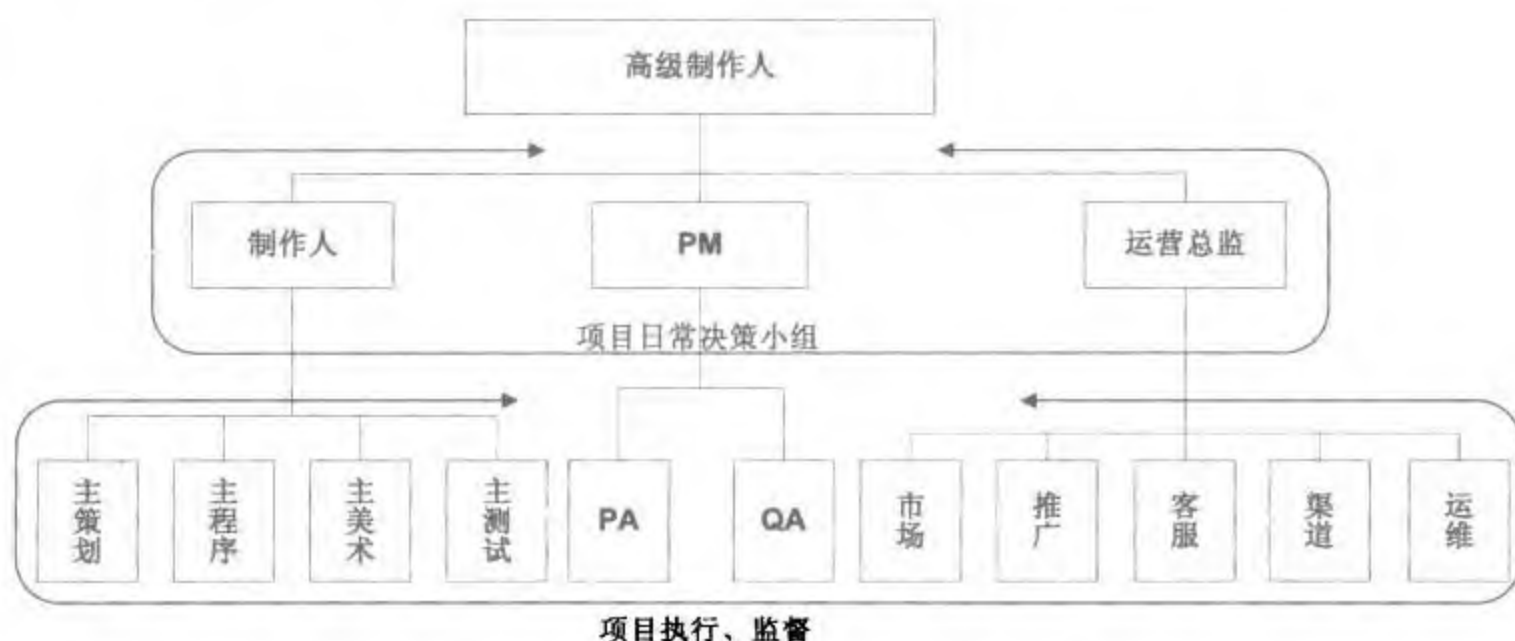 高级制作人
制作人
PM
运营总监
项目日常决策小组
主策划
主程序
主美术
主测试
PA
QA
市场
推广
客服
渠道
运维
项目执行、监督